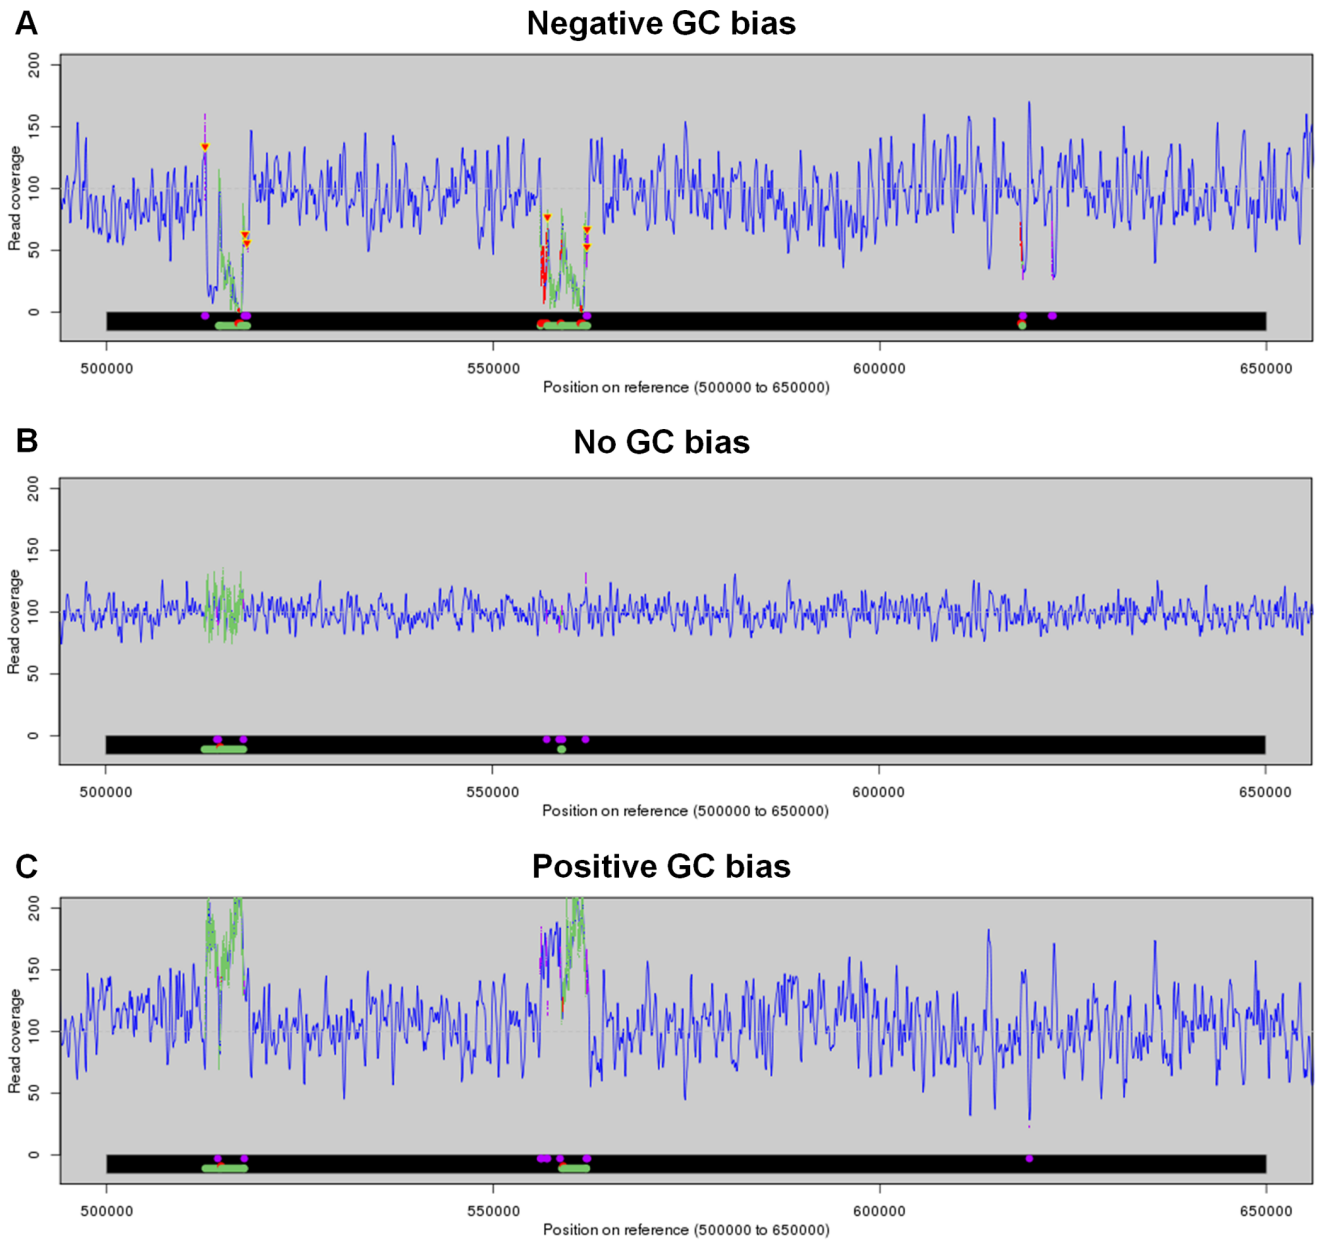 A
Negative GC bias
Read coverage
200
150
100
50
0
500000
550000
600000
650000
Position on reference (500000 to 650000)
B
No GC bias
Read coverage
200
150
100
50
0
500000
550000
600000
650000
Position on reference (500000 to 650000)
C
Positive GC bias
Read coverage
200
150
100
50
0
500000
550000
600000
650000
Position on reference (500000 to 650000)